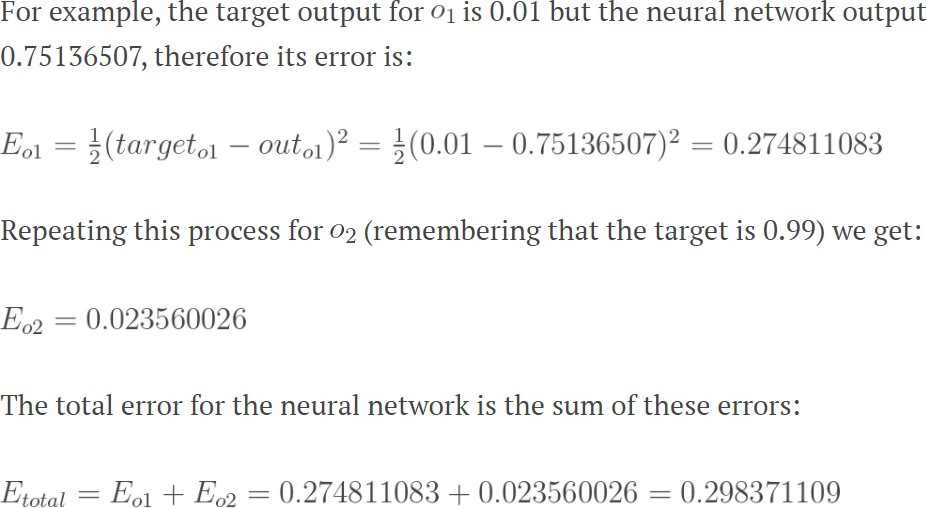 For example, the target output for o₁ is 0.01 but the neural network output
0.75136507, therefore its error is:
E_{o1} = ½(target_{o1} − out_{o1})² = ½(0.01 − 0.75136507)² = 0.274811083
Repeating this process for o₂ (remembering that the target is 0.99) we get:
E_{o2} = 0.023560026
The total error for the neural network is the sum of these errors:
E_{total} = E_{o1} + E_{o2} = 0.274811083 + 0.023560026 = 0.298371109